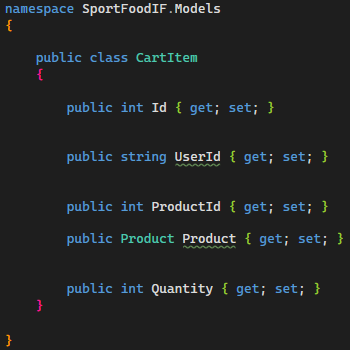 namespace SportFoodIF.Models
{
public class CartItem
{
public int Id { get; set; }
public string UserId { get; set; }
public int ProductId { get; set; }
public Product Product { get; set; }
public int Quantity { get; set; }
}
}